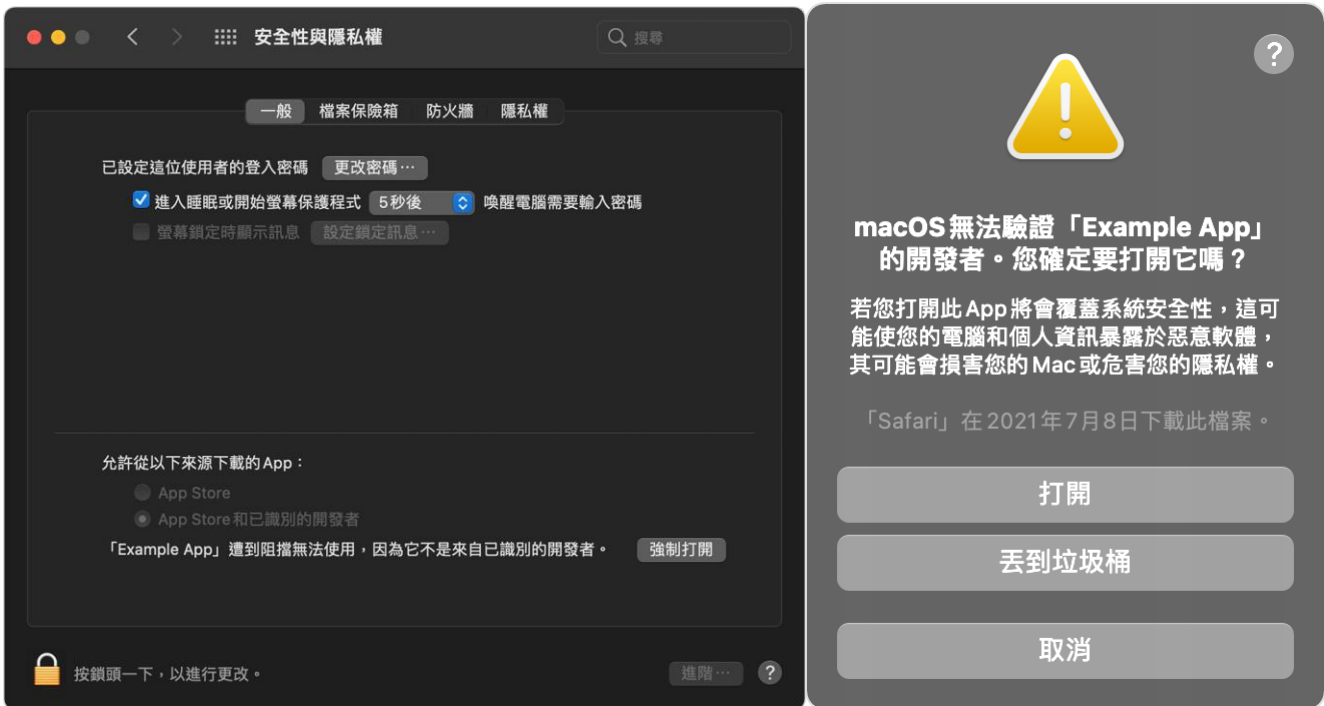 安全性與隱私權
搜尋
一般 檔案保險箱 防火牆 隱私權
已設定這位使用者的登入密碼 更改密碼⋯
進入睡眠或開始螢幕保護程式 5秒後 喚醒電腦需要輸入密碼
螢幕鎖定時顯示訊息 設定鎖定訊息⋯
允許從以下來源下載的App：
App Store
App Store和已識別的開發者
「Example App」遭到阻擋無法使用，因為它不是來自已識別的開發者。 強制打開
按鎖頭一下，以進行更改。 進階⋯ ?
?
macOS無法驗證「Example App」
的開發者。您確定要打開它嗎？
若您打開此App將會覆蓋系統安全性，這可
能使您的電腦和個人資訊暴露於惡意軟體，
其可能會損害您的Mac或危害您的隱私權。
「Safari」在2021年7月8日下載此檔案。
打開
丟到垃圾桶
取消